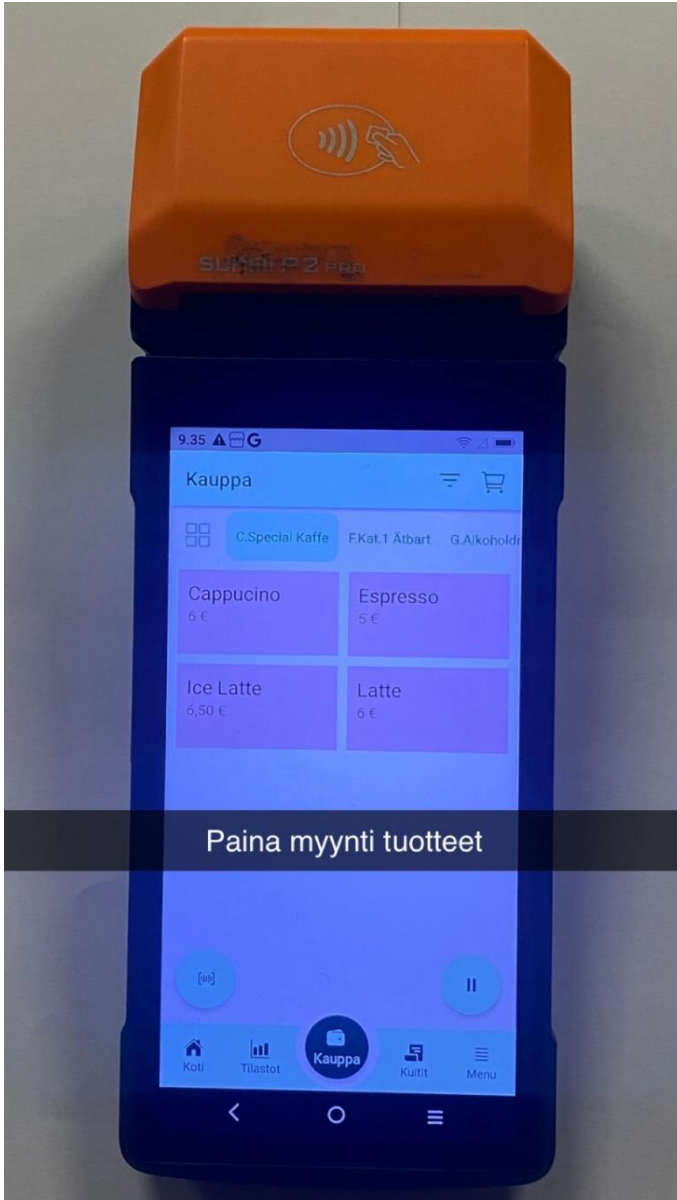 SUNMI P2 PRO
9.35
Kauppa
C.Special Kaffe F.Kat.1 Ätbart G.Alkoholdr
Cappucino Espresso
6 € 5 €
Ice Latte Latte
6,50 € 6 €
Paina myynti tuotteet
Koti Tilastot Kauppa Kuitit Menu